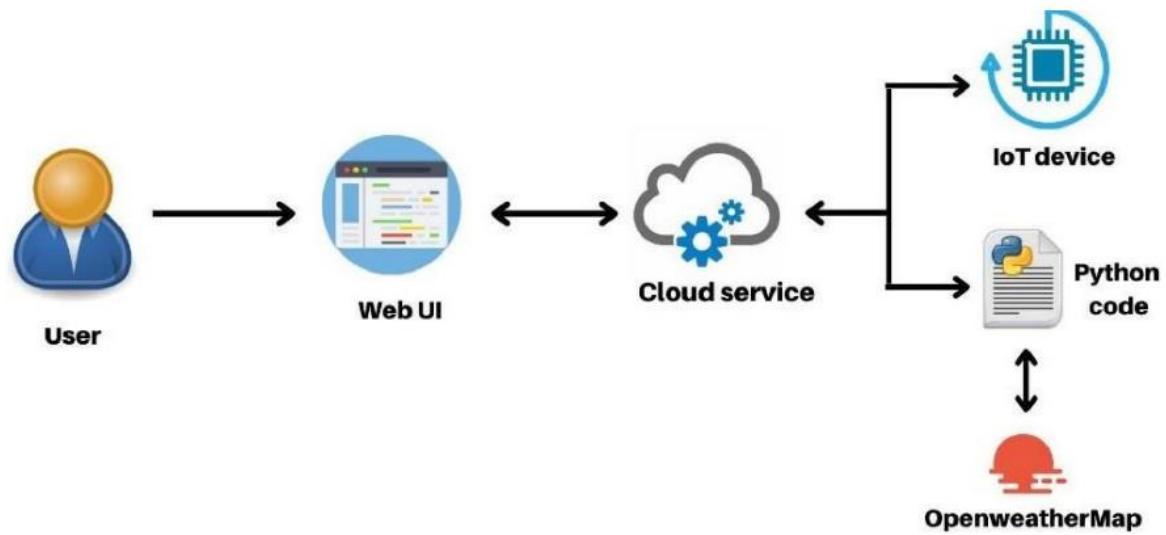 User
Web UI
Cloud service
IoT device
Python
code
OpenweatherMap